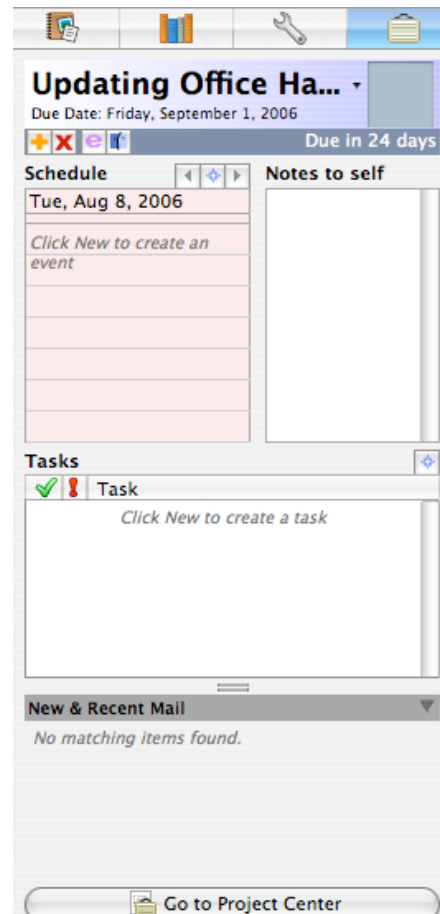 Updating Office Ha...
Due Date: Friday, September 1, 2006
Due in 24 days
Schedule
Notes to self
Tue, Aug 8, 2006
Click New to create an
event
Tasks
Task
Click New to create a task
New & Recent Mail
No matching items found.
Go to Project Center